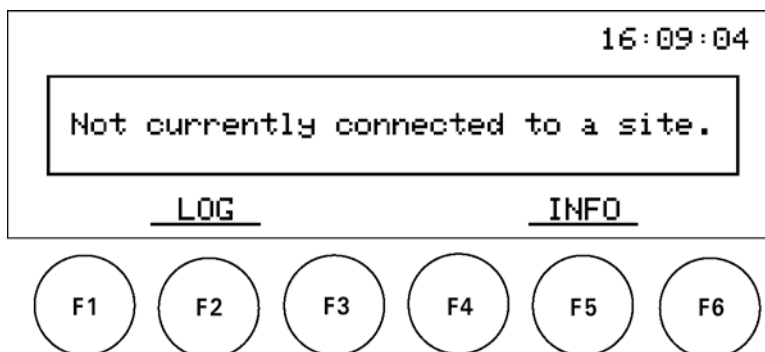 16:09:04
Not currently connected to a site.
LOG INFO
F1 F2 F3 F4 F5 F6